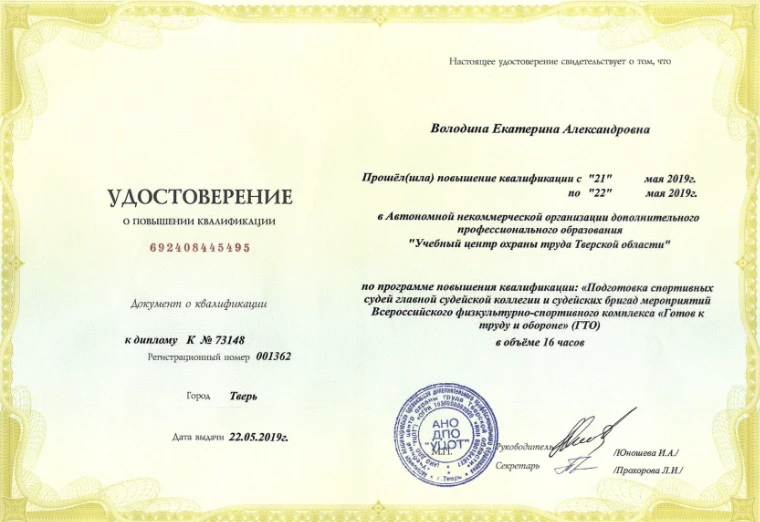 УДОСТОВЕРЕНИЕ
О ПОВЫШЕНИИ КВАЛИФИКАЦИИ
692408445495
Документ о квалификации
к диплому К № 73148
Регистрационный номер 001362
Город Тверь
Дата выдачи 22.05.2019г.
Настоящее удостоверение свидетельствует о том, что
Володина Екатерина Александровна
Прошёл(шла) повышение квалификации с "21" мая 2019г.
по "22" мая 2019г.
в Автономной некоммерческой организации дополнительного
профессионального образования
"Учебный центр охраны труда Тверской области"
по программе повышения квалификации: «Подготовка спортивных
судей главной судейской коллегии и судейских бригад мероприятий
Всероссийского физкультурно-спортивного комплекса «Готов к
труду и обороне» (ГТО)
в объёме 16 часов
АНО
ДПО
"УЦОТ"
г. Тверь
М.П.
Руководитель /Юношева И.А./
Секретарь /Прохорова Л.И./